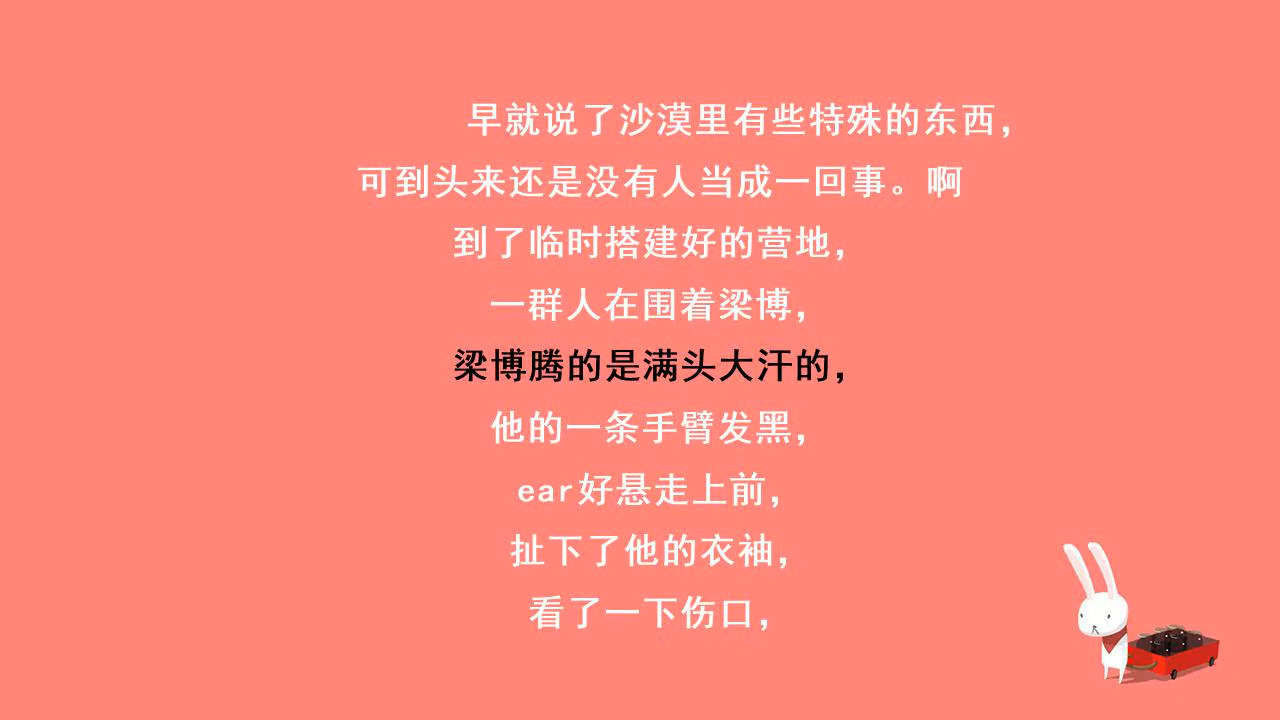 早就说了沙漠里有些特殊的东西，
可到头来还是没有人当成一回事。啊
到了临时搭建好的营地，
一群人在围着梁博，
梁博腾的是满头大汗的，
他的一条手臂发黑，
ear好悬走上前，
扯下了他的衣袖，
看了一下伤口，